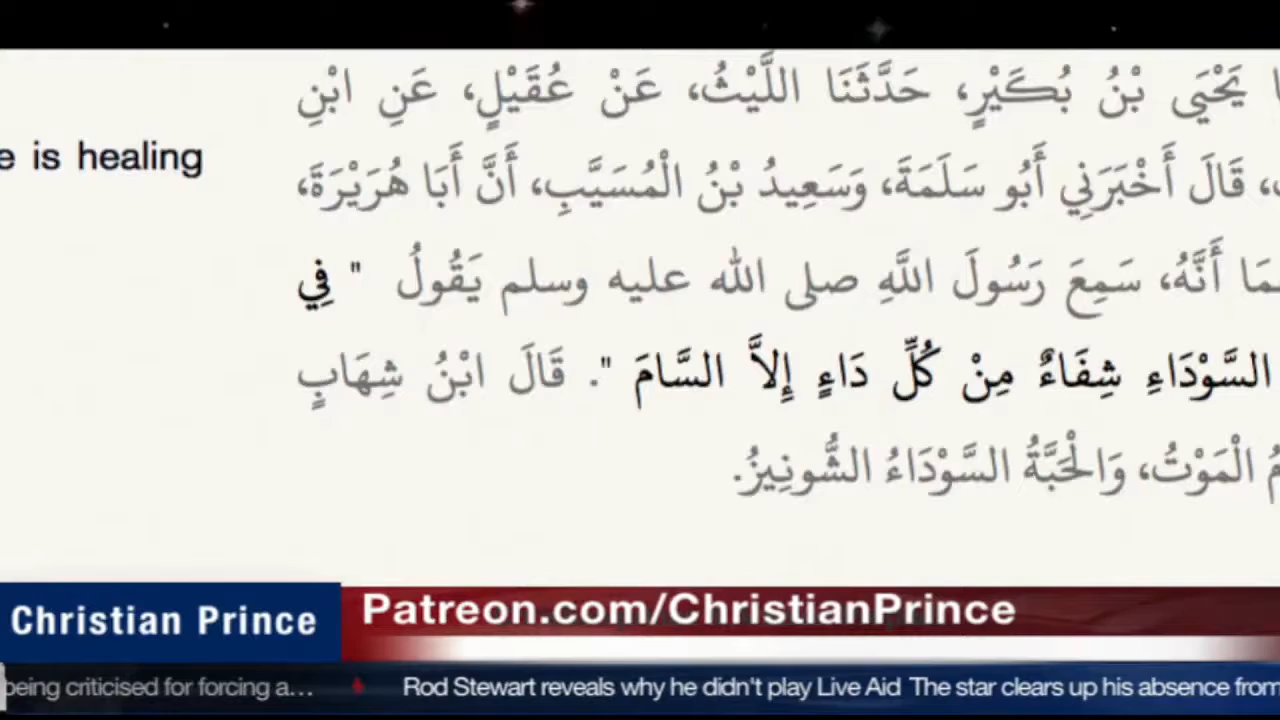 يَحْيَى بْنُ بُكَيْرٍ، حَدَّثَنَا اللَّيْثُ، عَنْ عُقَيْلٍ، عَنِ ابْنِ
is healing
قَالَ أَخْبَرَنِي أَبُو سَلَمَةَ، وَسَعِيدُ بْنُ الْمُسَيَّبِ، أَنَّ أَبَا هُرَيْرَةَ،
أَنَّهُ، سَمِعَ رَسُولَ اللَّهِ صلى الله عليه وسلم يَقُولُ " فِي
السَّوْدَاءِ شِفَاءٌ مِنْ كُلِّ دَاءٍ إِلاَّ السَّامَ ". قَالَ ابْنُ شِهَابٍ
الْمَوْتُ، وَالْحَبَّةُ السَّوْدَاءُ الشُّونِيزُ.
Christian Prince
Patreon.com/ChristianPrince
being criticised for forcing a... Rod Stewart reveals why he didn't play Live Aid The star clears up his absence from